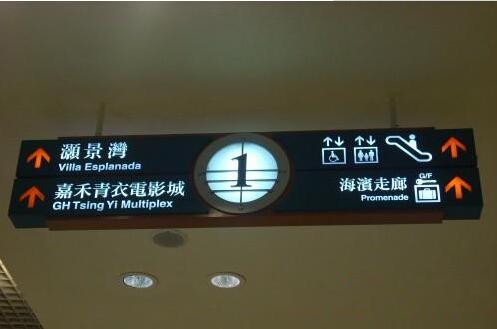 灝景灣
Villa Esplanada
嘉禾青衣電影城
GH Tsing Yi Multiplex
1
海濱走廊
Promenade
G/F